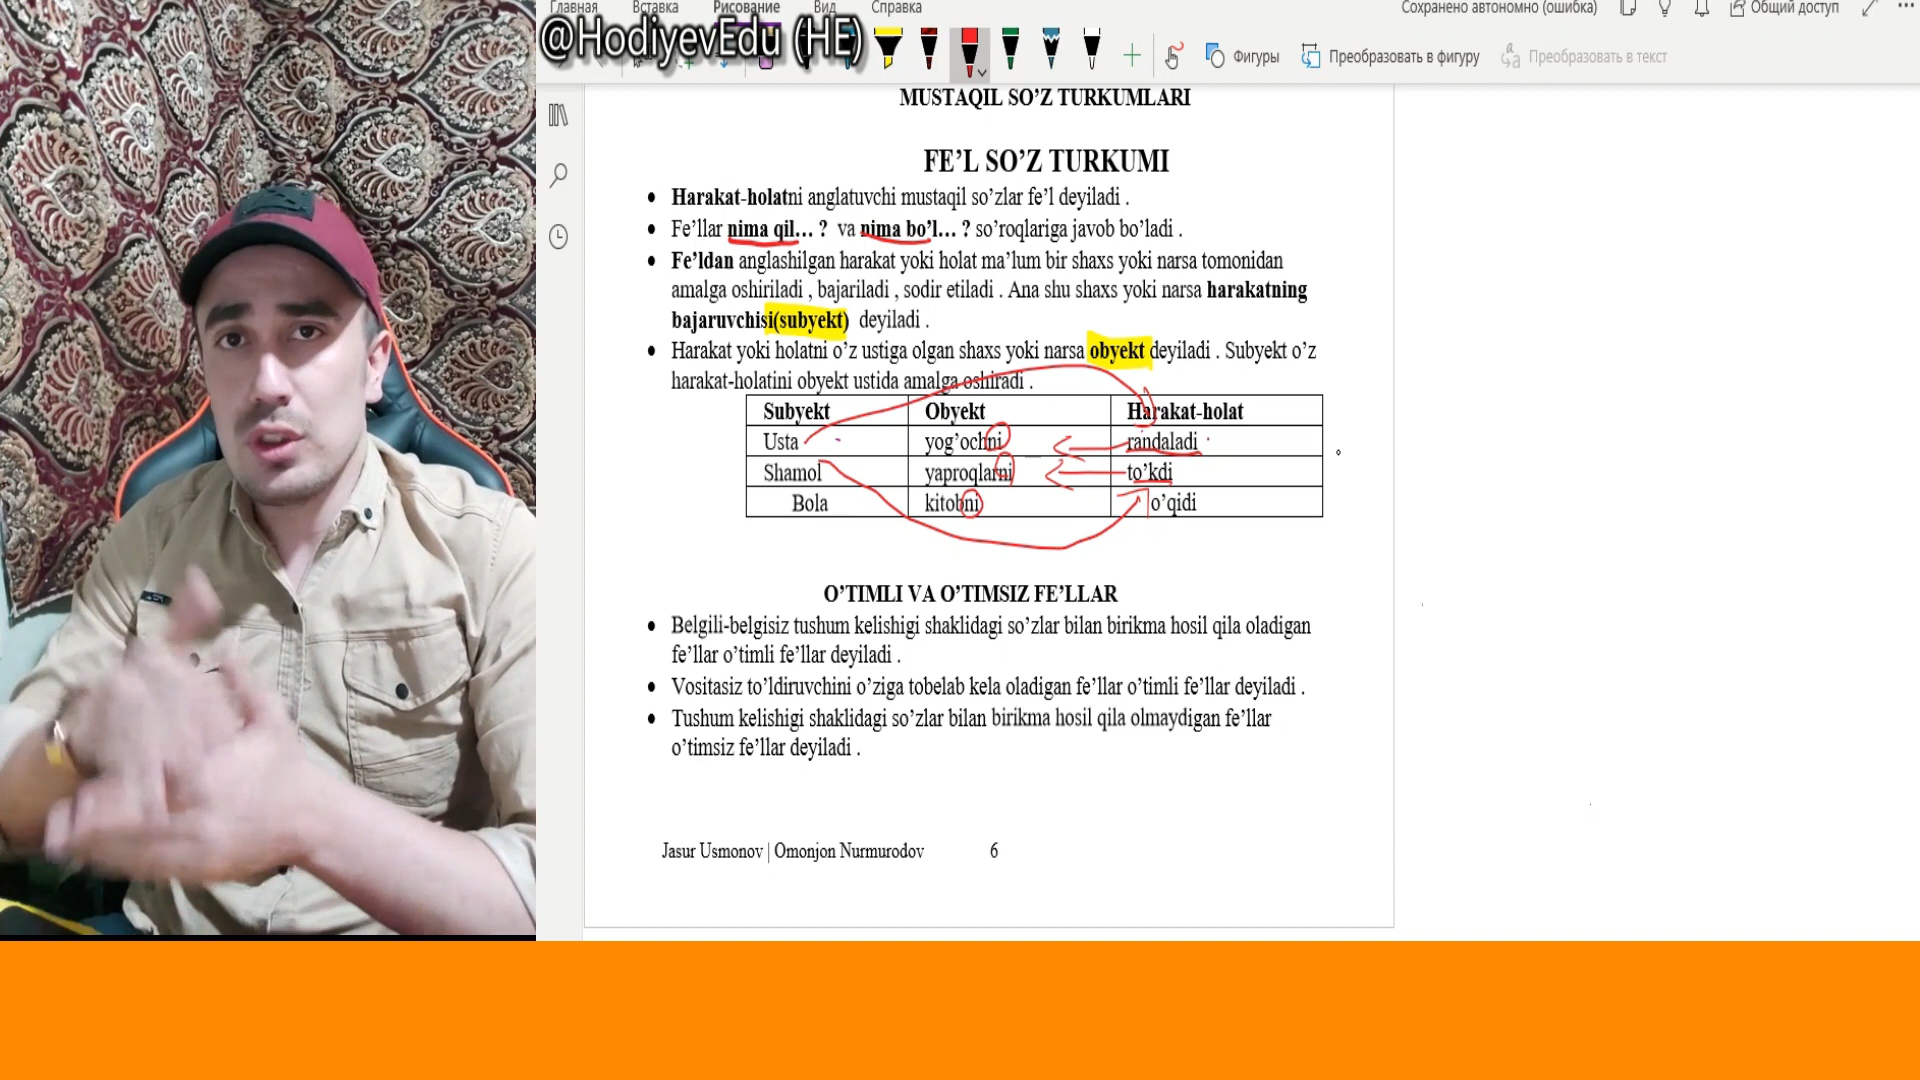 Главная Вставка Рисование Вид Справка Сохранено автономно (ошибка) Общий доступ
@HodiyevEdu (HE)
Фигуры Преобразовать в фигуру Преобразовать в текст
MUSTAQIL SO’Z TURKUMLARI
FE’L SO’Z TURKUMI
• Harakat-holatni anglatuvchi mustaqil so’zlar fe’l deyiladi .
• Fe’llar nima qil... ? va nima bo’l... ? so’roqlariga javob bo’ladi .
• Fe’ldan anglashilgan harakat yoki holat ma’lum bir shaxs yoki narsa tomonidan
amalga oshiriladi , bajariladi , sodir etiladi . Ana shu shaxs yoki narsa harakatning
bajaruvchisi(subyekt) deyiladi .
• Harakat yoki holatni o’z ustiga olgan shaxs yoki narsa obyekt deyiladi . Subyekt o’z
harakat-holatini obyekt ustida amalga oshiradi .
Subyekt Obyekt Harakat-holat
Usta yog’ochni randaladi
Shamol yaproqlarni to’kdi
Bola kitobni o’qidi
O’TIMLI VA O’TIMSIZ FE’LLAR
• Belgili-belgisiz tushum kelishigi shaklidagi so’zlar bilan birikma hosil qila oladigan
fe’llar o’timli fe’llar deyiladi .
• Vositasiz to’ldiruvchini o’ziga tobelab kela oladigan fe’llar o’timli fe’llar deyiladi .
• Tushum kelishigi shaklidagi so’zlar bilan birikma hosil qila olmaydigan fe’llar
o’timsiz fe’llar deyiladi .
Jasur Usmonov | Omonjon Nurmurodov 6